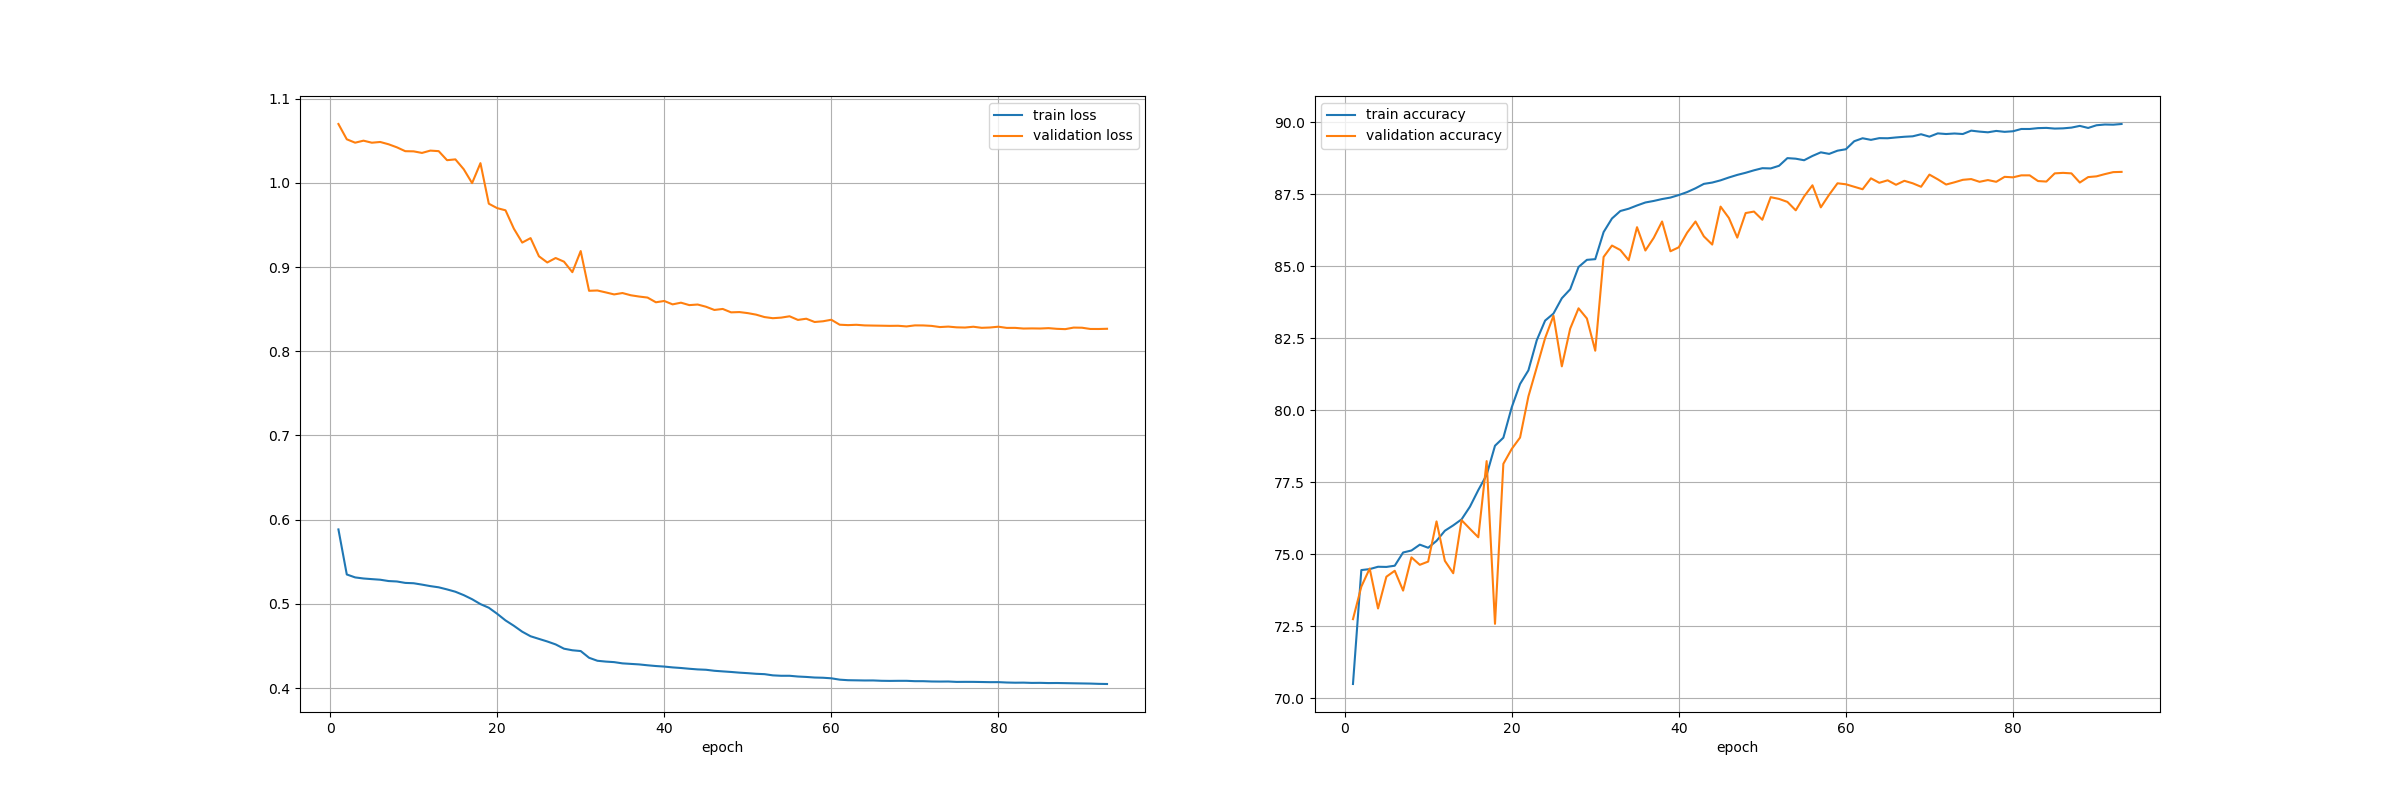 1.1
1.0
0.9
0.8
0.7
0.6
0.5
0.4
0 20 40 60 80
epoch
train loss
validation loss
90.0
87.5
85.0
82.5
80.0
77.5
75.0
72.5
70.0
0 20 40 60 80
epoch
train accuracy
validation accuracy